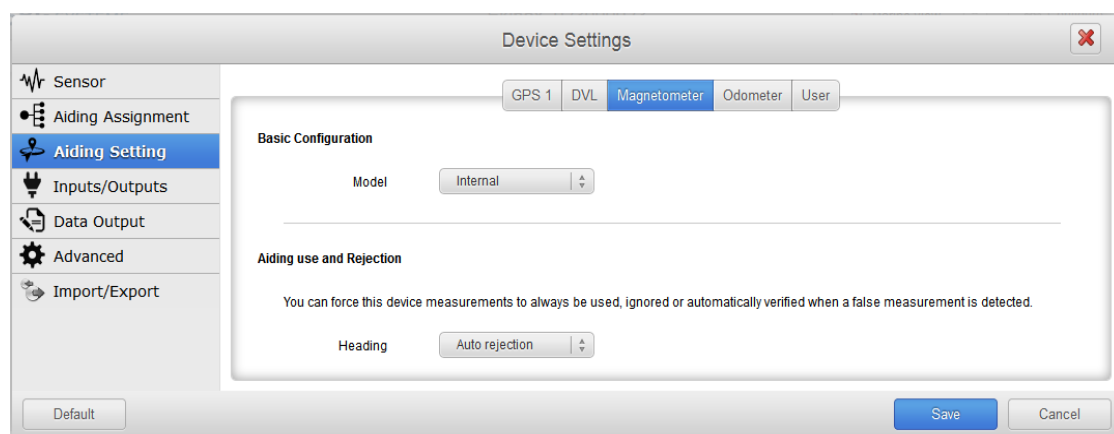 Device Settings
Sensor
Aiding Assignment
Aiding Setting
Inputs/Outputs
Data Output
Advanced
Import/Export
GPS 1 DVL Magnetometer Odometer User
Basic Configuration
Model Internal
Aiding use and Rejection
You can force this device measurements to always be used, ignored or automatically verified when a false measurement is detected.
Heading Auto rejection
Default Save Cancel